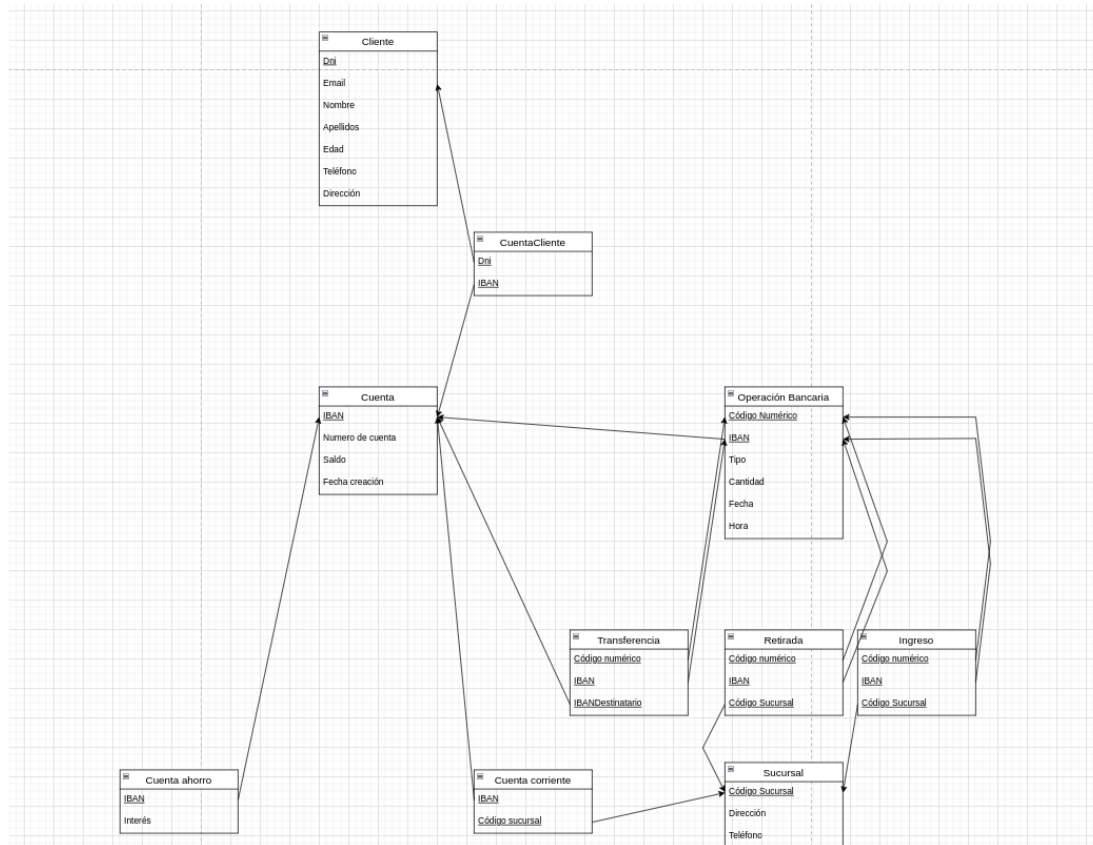 Cliente
Dni
Email
Nombre
Apellidos
Edad
Teléfono
Dirección
CuentaCliente
Dni
IBAN
Cuenta
IBAN
Numero de cuenta
Saldo
Fecha creación
Operación Bancaria
Código Numérico
IBAN
Tipo
Cantidad
Fecha
Hora
Transferencia
Código numérico
IBAN
IBANDestinatario
Retirada
Código numérico
IBAN
Código Sucursal
Ingreso
Código numérico
IBAN
Código Sucursal
Cuenta ahorro
IBAN
Interés
Cuenta corriente
IBAN
Código sucursal
Sucursal
Código Sucursal
Dirección
Teléfono